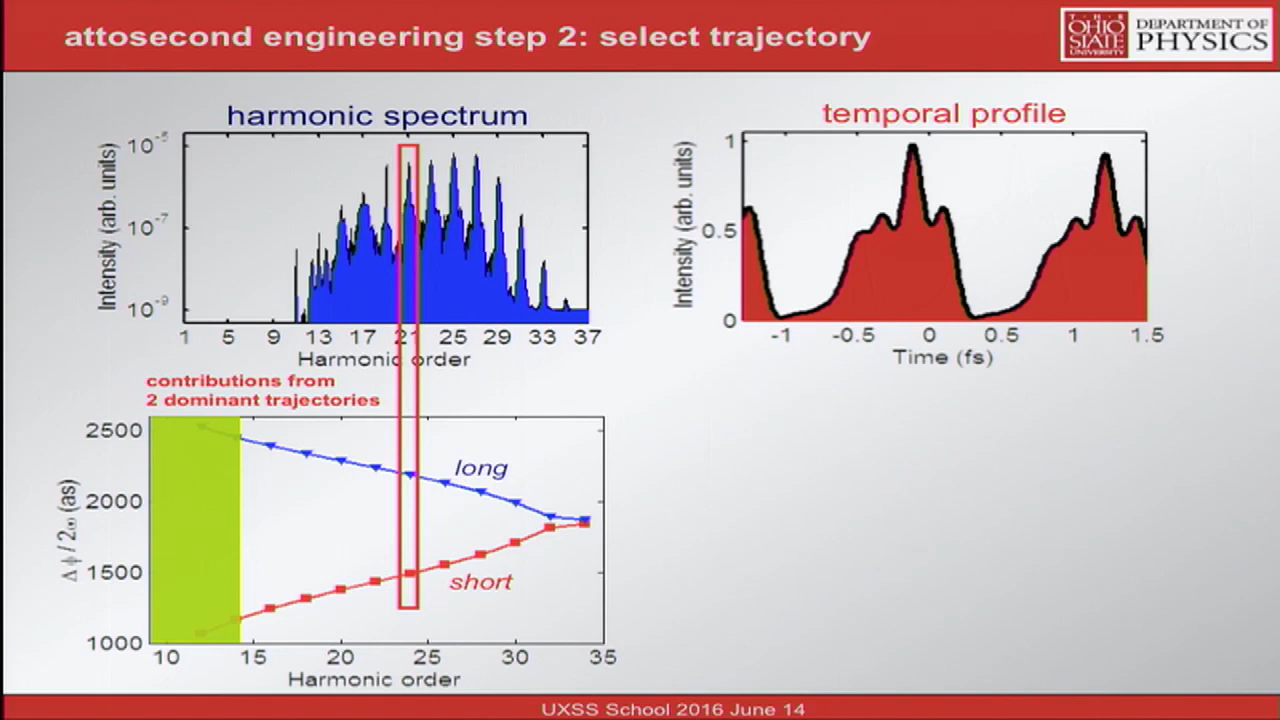 attosecond engineering step 2: select trajectory
THE
OHIO
STATE
UNIVERSITY
DEPARTMENT OF
PHYSICS
harmonic spectrum
Intensity (arb. units)
10⁻⁵
10⁻⁷
10⁻⁹
1 5 9 13 17 21 25 29 33 37
Harmonic order
temporal profile
Intensity (arb. units)
1
0.5
0
-1 -0.5 0 0.5 1 1.5
Time (fs)
contributions from
2 dominant trajectories
Δ ϕ / 2ω (as)
2500
2000
1500
1000
long
short
10 15 20 25 30 35
Harmonic order
UXSS School 2016 June 14